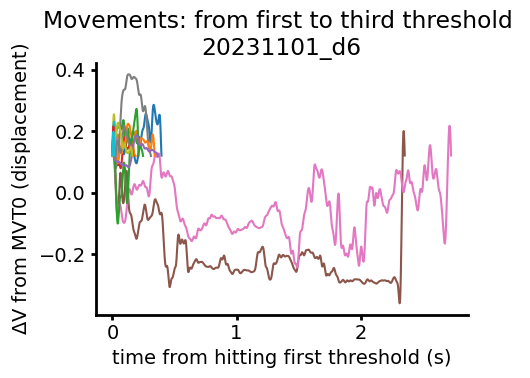 Movements: from first to third threshold
20231101_d6
ΔV from MVT0 (displacement)
0.4
0.2
0.0
−0.2
0
1
2
time from hitting first threshold (s)